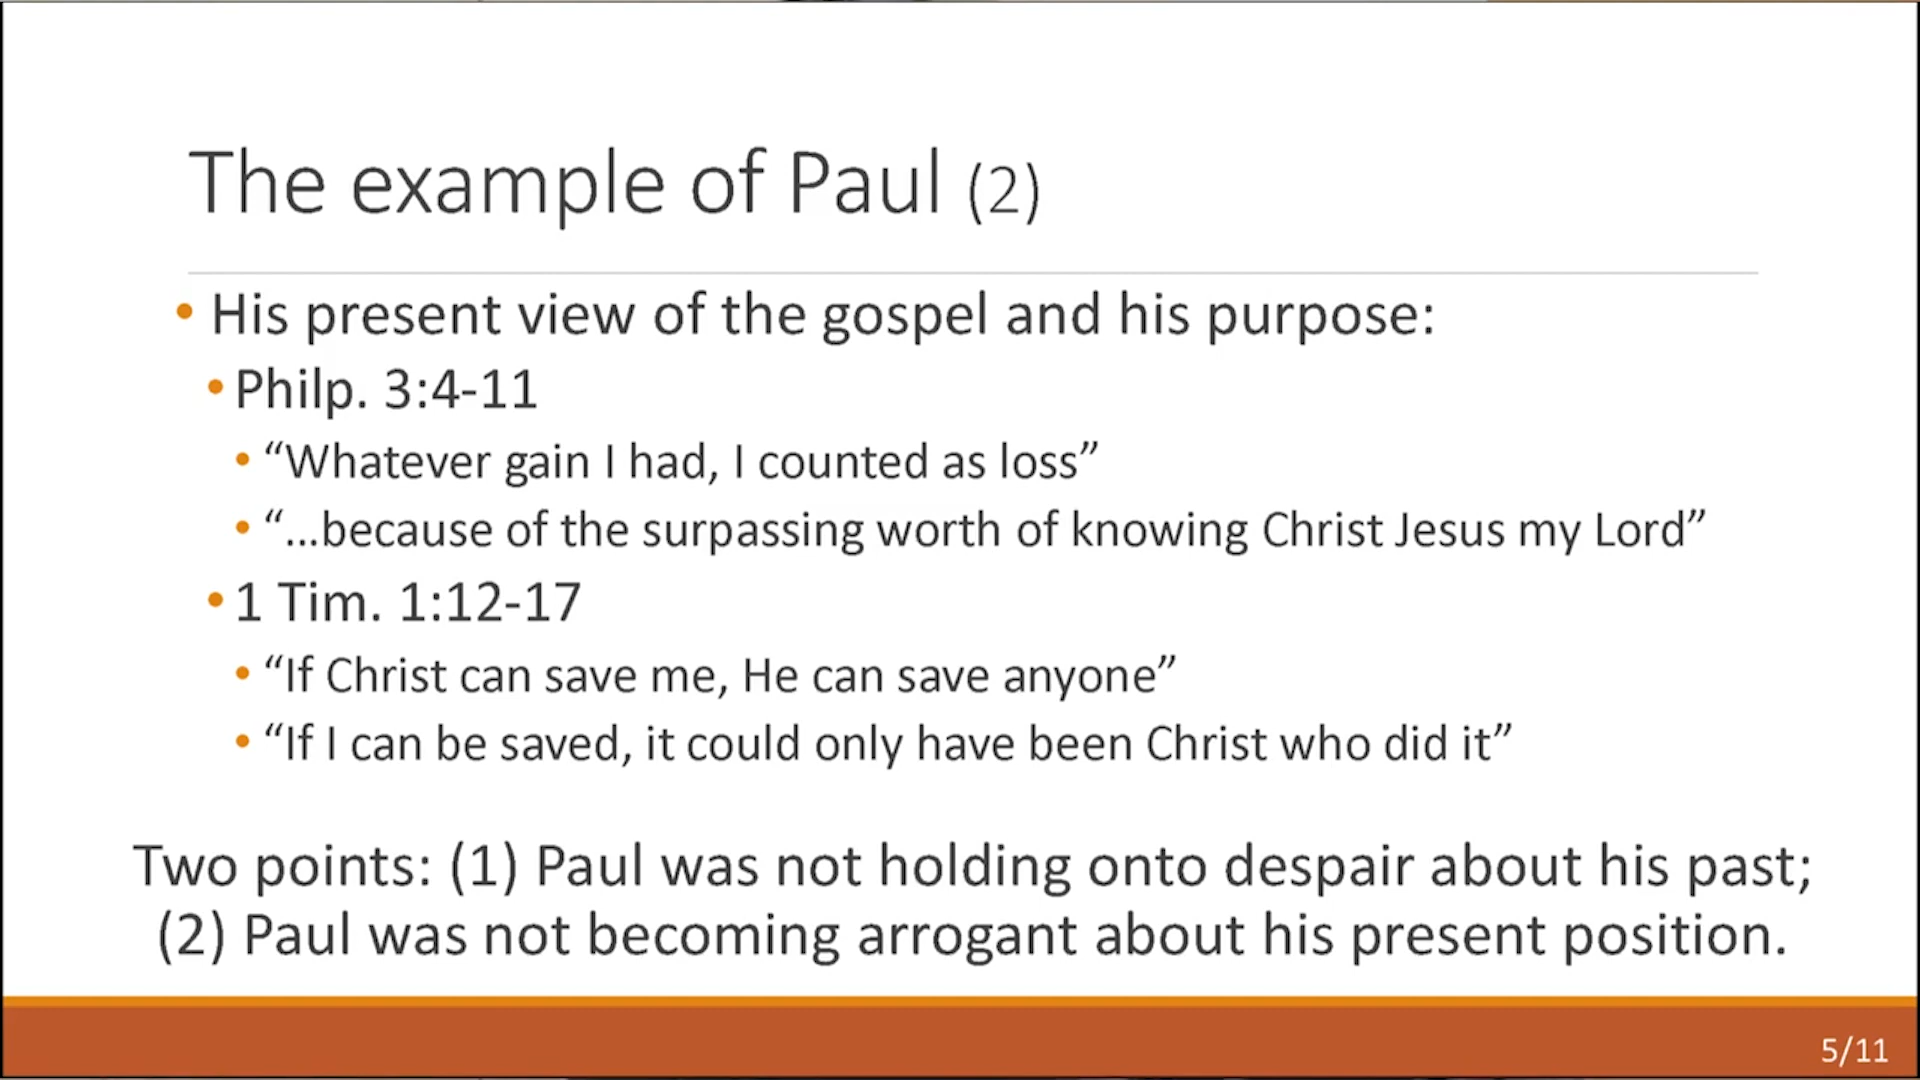 The example of Paul (2)
• His present view of the gospel and his purpose:
• Philp. 3:4-11
• “Whatever gain I had, I counted as loss”
• “…because of the surpassing worth of knowing Christ Jesus my Lord”
• 1 Tim. 1:12-17
• “If Christ can save me, He can save anyone”
• “If I can be saved, it could only have been Christ who did it”
Two points: (1) Paul was not holding onto despair about his past;
(2) Paul was not becoming arrogant about his present position.
5/11